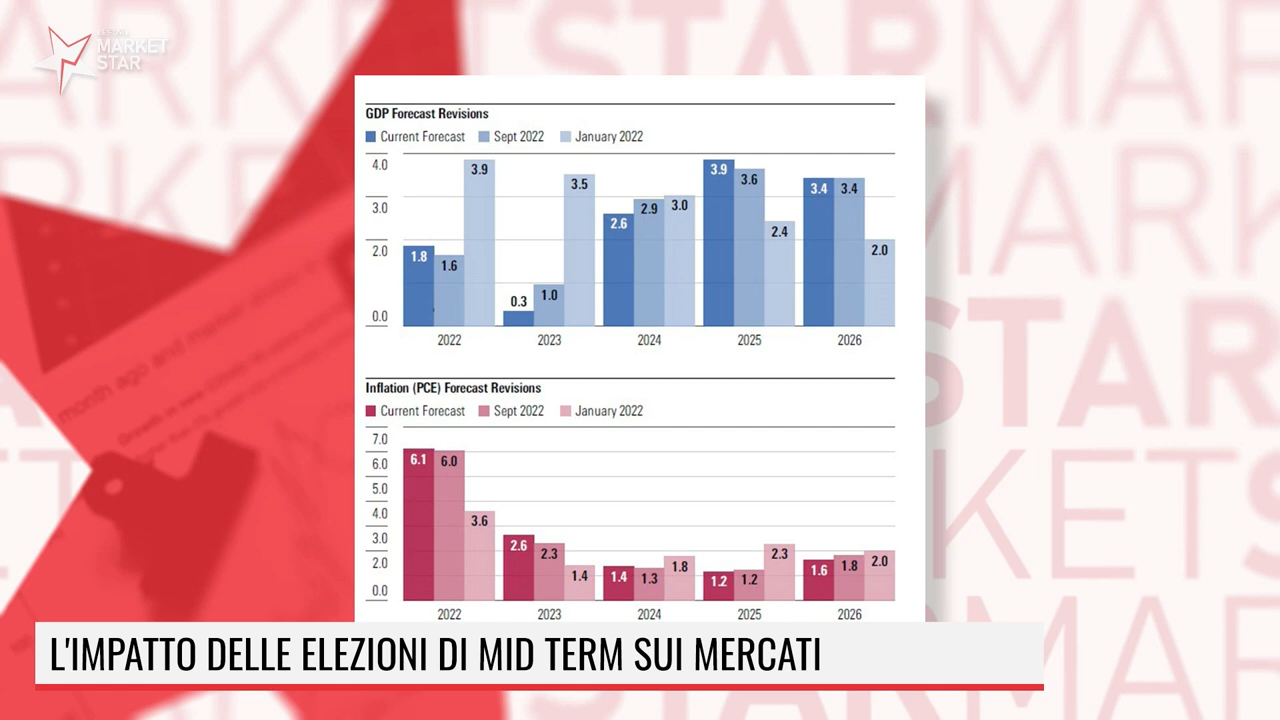 MARKET
STAR
GDP Forecast Revisions
Current Forecast Sept 2022 January 2022
4.0
3.0
2.0
0.0
1.8 1.6 3.9
0.3 1.0 3.5
2.6 2.9 3.0
3.9 3.6 2.4
3.4 3.4 2.0
2022 2023 2024 2025 2026
Inflation (PCE) Forecast Revisions
Current Forecast Sept 2022 January 2022
7.0
6.0
5.0
4.0
3.0
2.0
0.0
6.1 6.0 3.6
2.6 2.3 1.4
1.4 1.3 1.8
1.2 1.2 2.3
1.6 1.8 2.0
2022 2023 2024 2025 2026
month ago and
L'IMPATTO DELLE ELEZIONI DI MID TERM SUI MERCATI